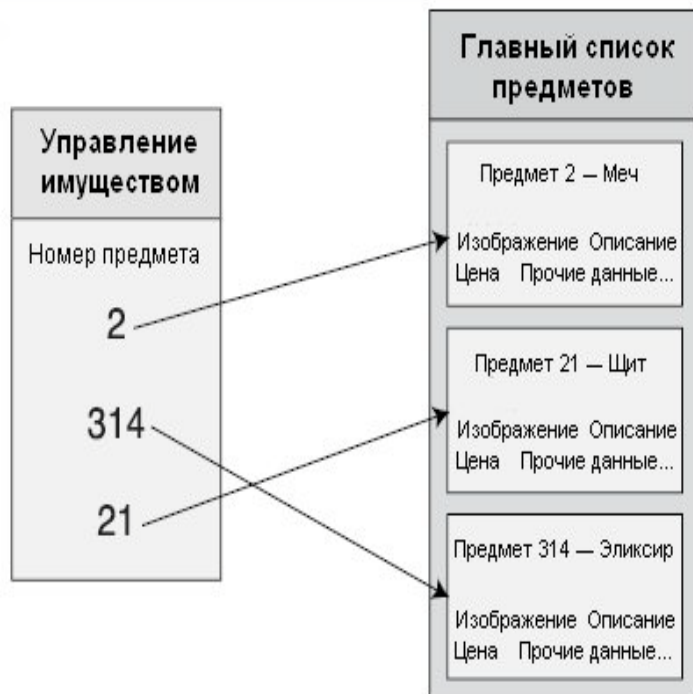 Управление
имуществом
Номер предмета
2
314
21
Главный список
предметов
Предмет 2 — Меч
Изображение Описание
Цена Прочие данные...
Предмет 21 — Щит
Изображение Описание
Цена Прочие данные...
Предмет 314 — Эликсир
Изображение Описание
Цена Прочие данные...